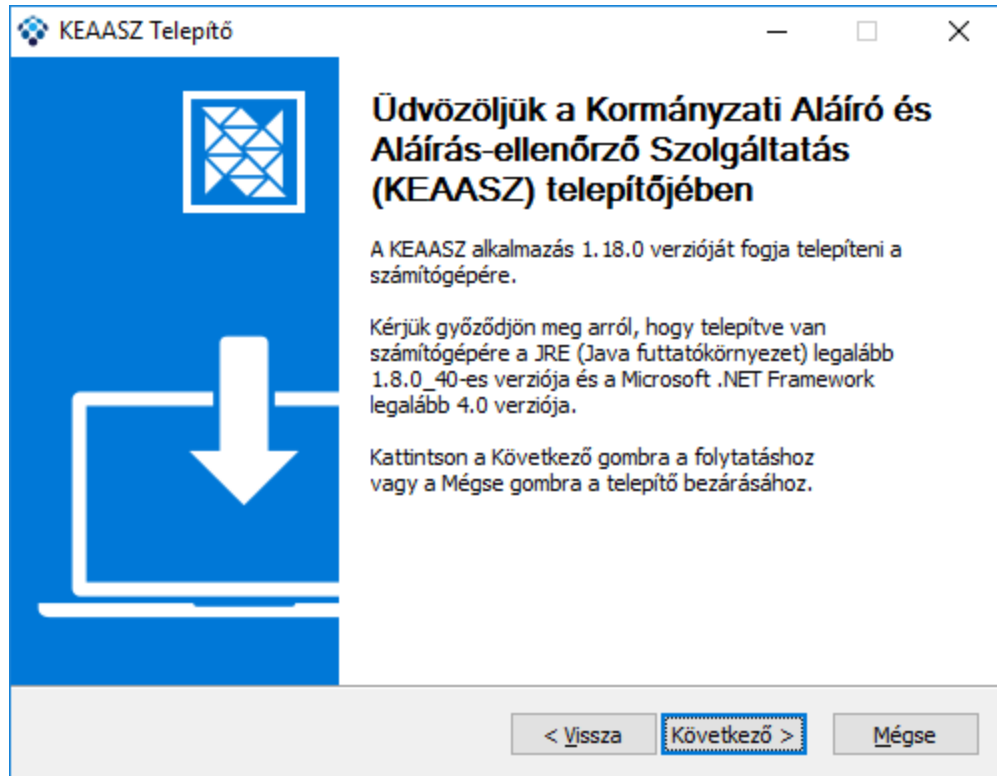 KEAASZ Telepítő
Üdvözöljük a Kormányzati Aláíró és
Aláírás-ellenőrző Szolgáltatás
(KEAASZ) telepítőjében
A KEAASZ alkalmazás 1.18.0 verzióját fogja telepíteni a
számítógépére.
Kérjük győződjön meg arról, hogy telepítve van
számítógépére a JRE (Java futtatókörnyezet) legalább
1.8.0_40-es verziója és a Microsoft .NET Framework
legalább 4.0 verziója.
Kattintson a Következő gombra a folytatáshoz
vagy a Mégse gombra a telepítő bezárásához.
< Vissza
Következő >
Mégse